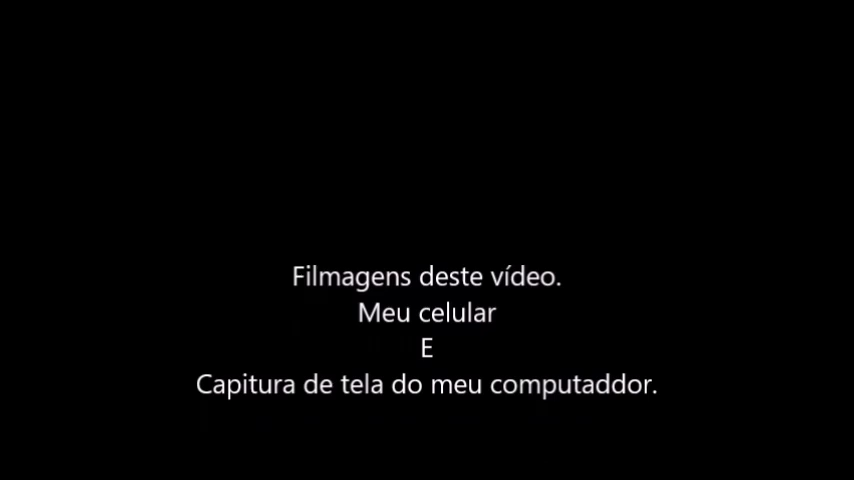 Filmagens deste vídeo.
Meu celular
E
Capitura de tela do meu computaddor.